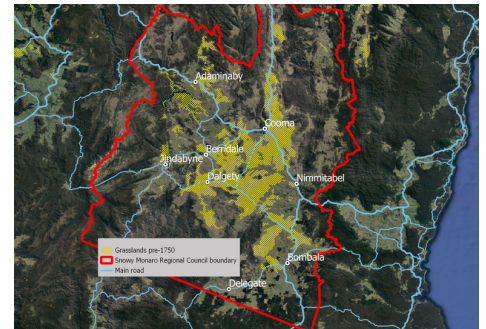 Adaminaby
Cooma
Berridale
Jindabyne
Dalgety
Nimmitabel
Grasslands pre-1750
Snowy Monaro Regional Council boundary
Main road
Bombala
Delegate